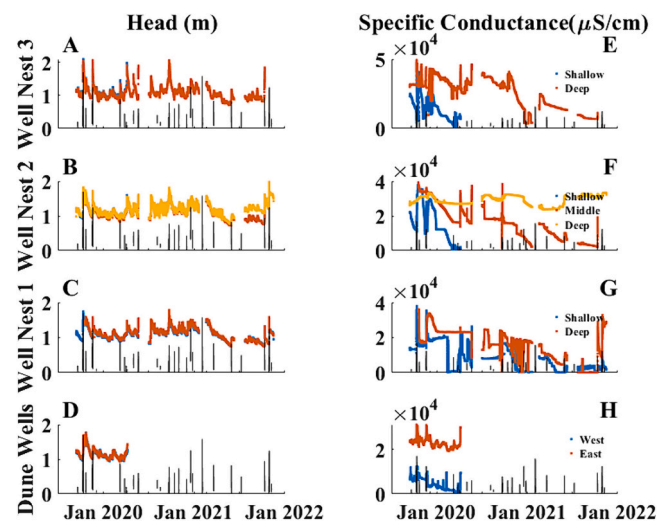 Head (m)
Specific Conductance(μS/cm)
A
Well Nest 3
2
1
0
E
×10⁴
5
0
Shallow
Deep
B
Well Nest 2
2
1
0
F
×10⁴
4
2
0
Shallow
Middle
Deep
C
Well Nest 1
2
1
0
G
×10⁴
4
2
0
Shallow
Deep
D
Dune Wells
2
1
0
Jan 2020
Jan 2021
Jan 2022
H
×10⁴
2
0
West
East
Jan 2020
Jan 2021
Jan 2022